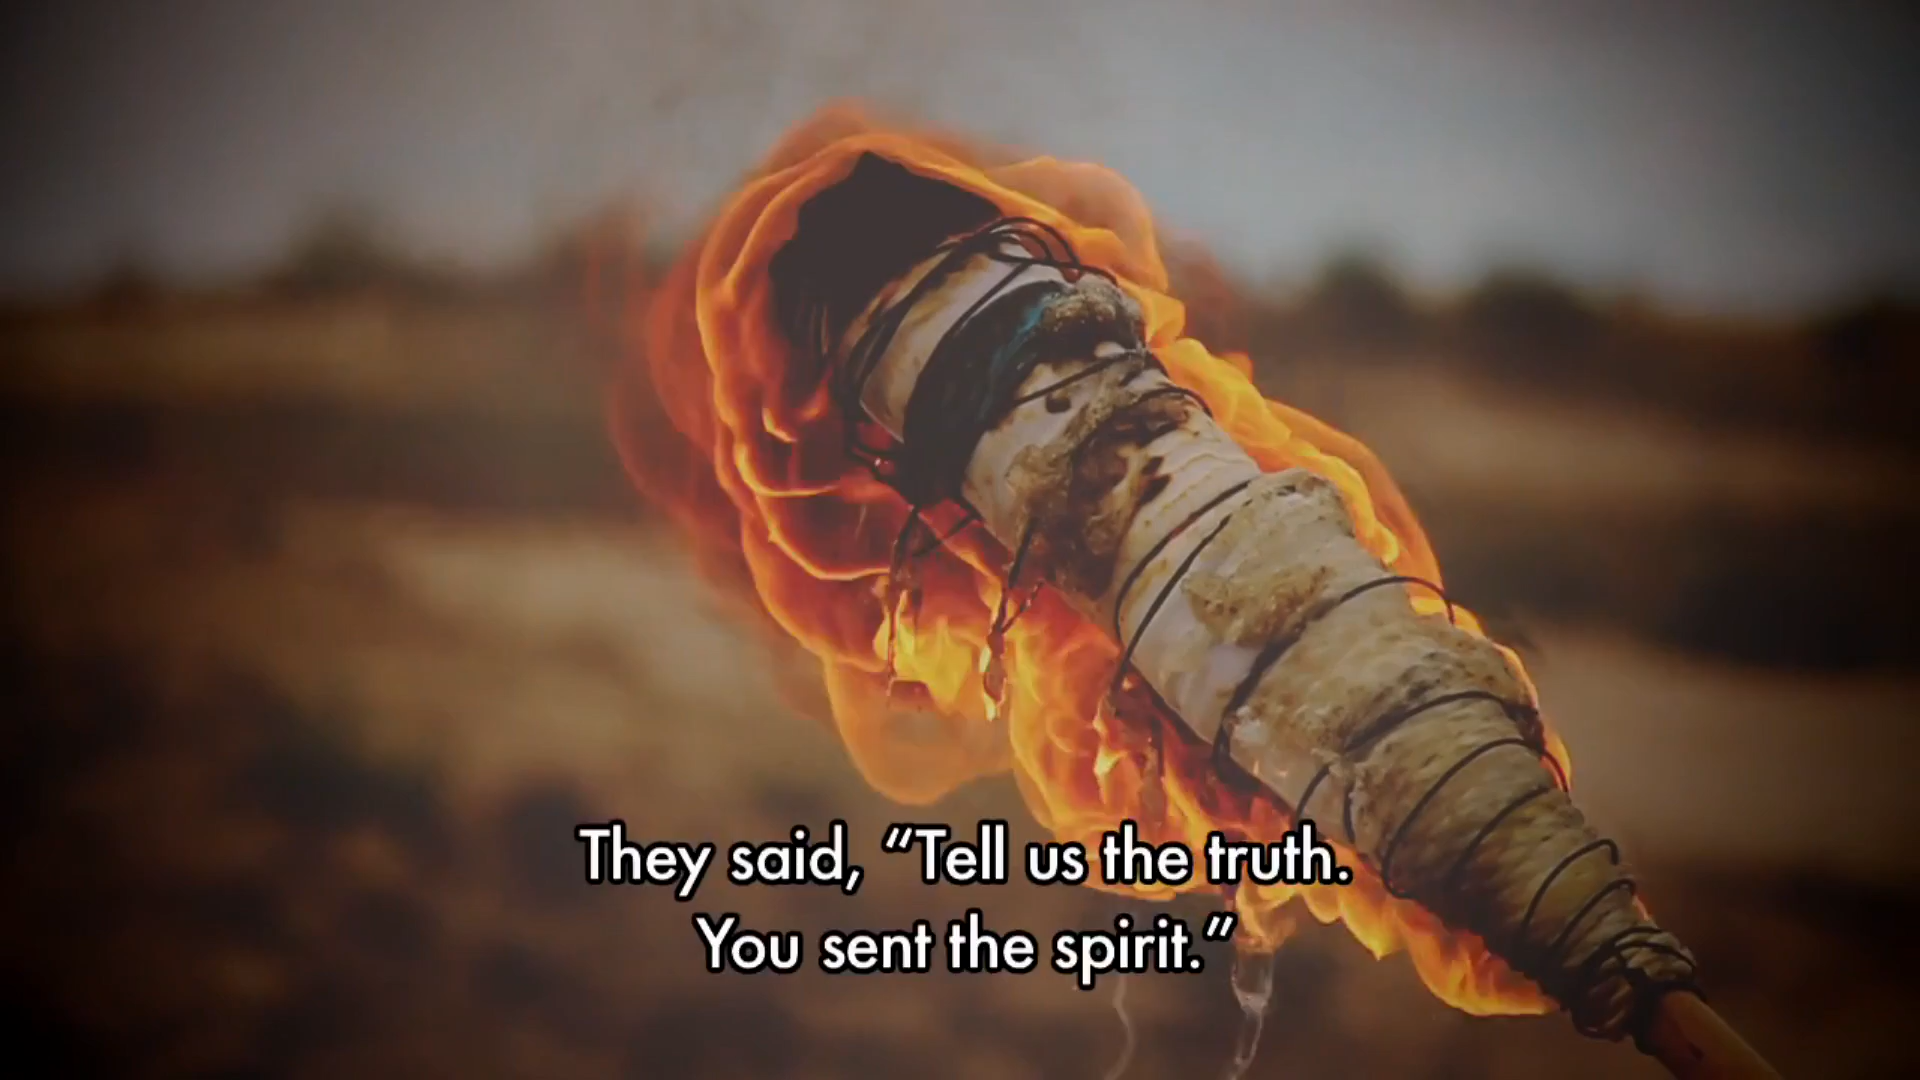 They said, “Tell us the truth.
You sent the spirit.”